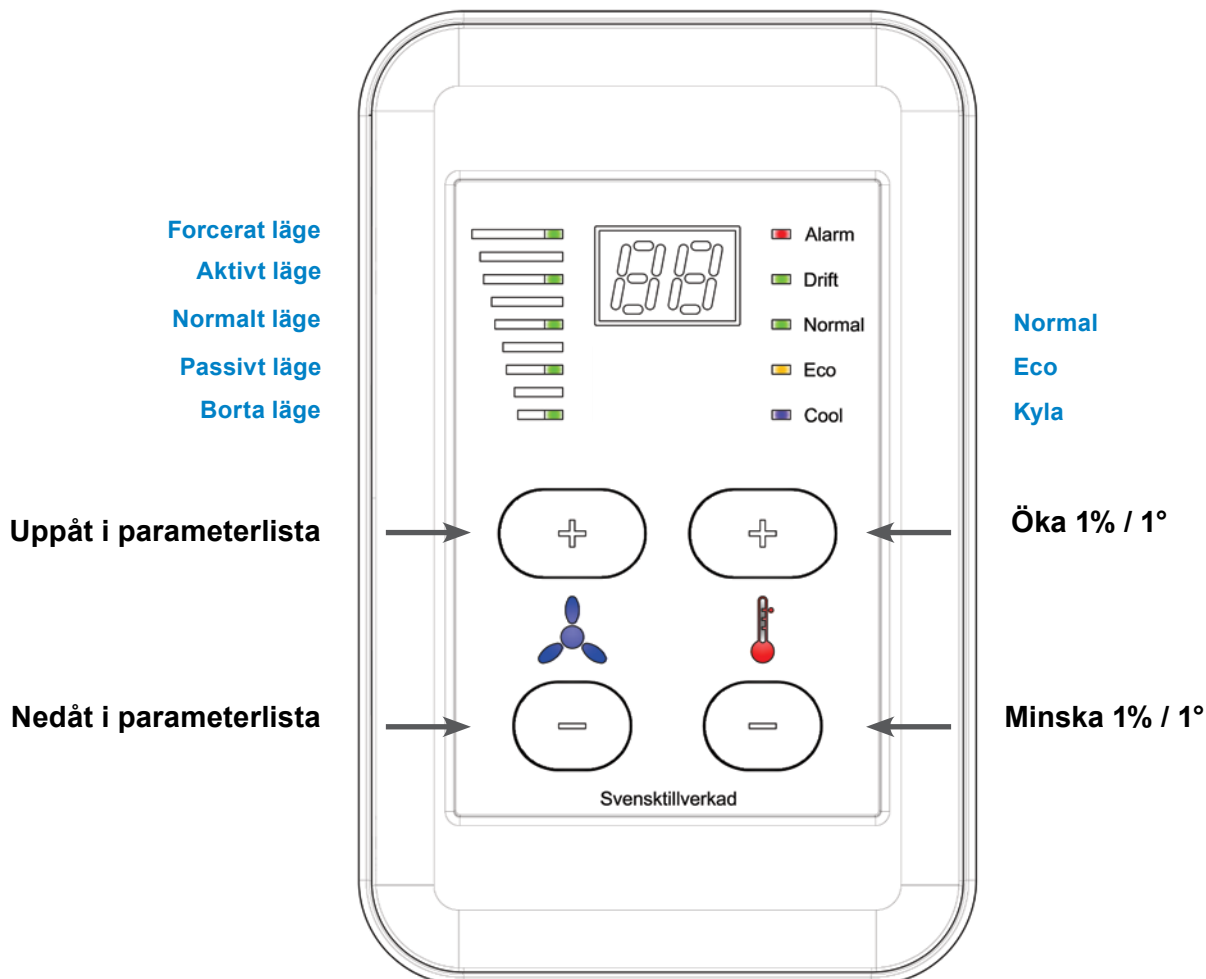 Forcerat läge
Aktivt läge
Normalt läge
Passivt läge
Borta läge
88
Alarm
Drift
Normal
Eco
Cool
Normal
Eco
Kyla
Uppåt i parameterlista
+
+
Öka 1% / 1°
Nedåt i parameterlista
−
−
Minska 1% / 1°
Svensktillverkad